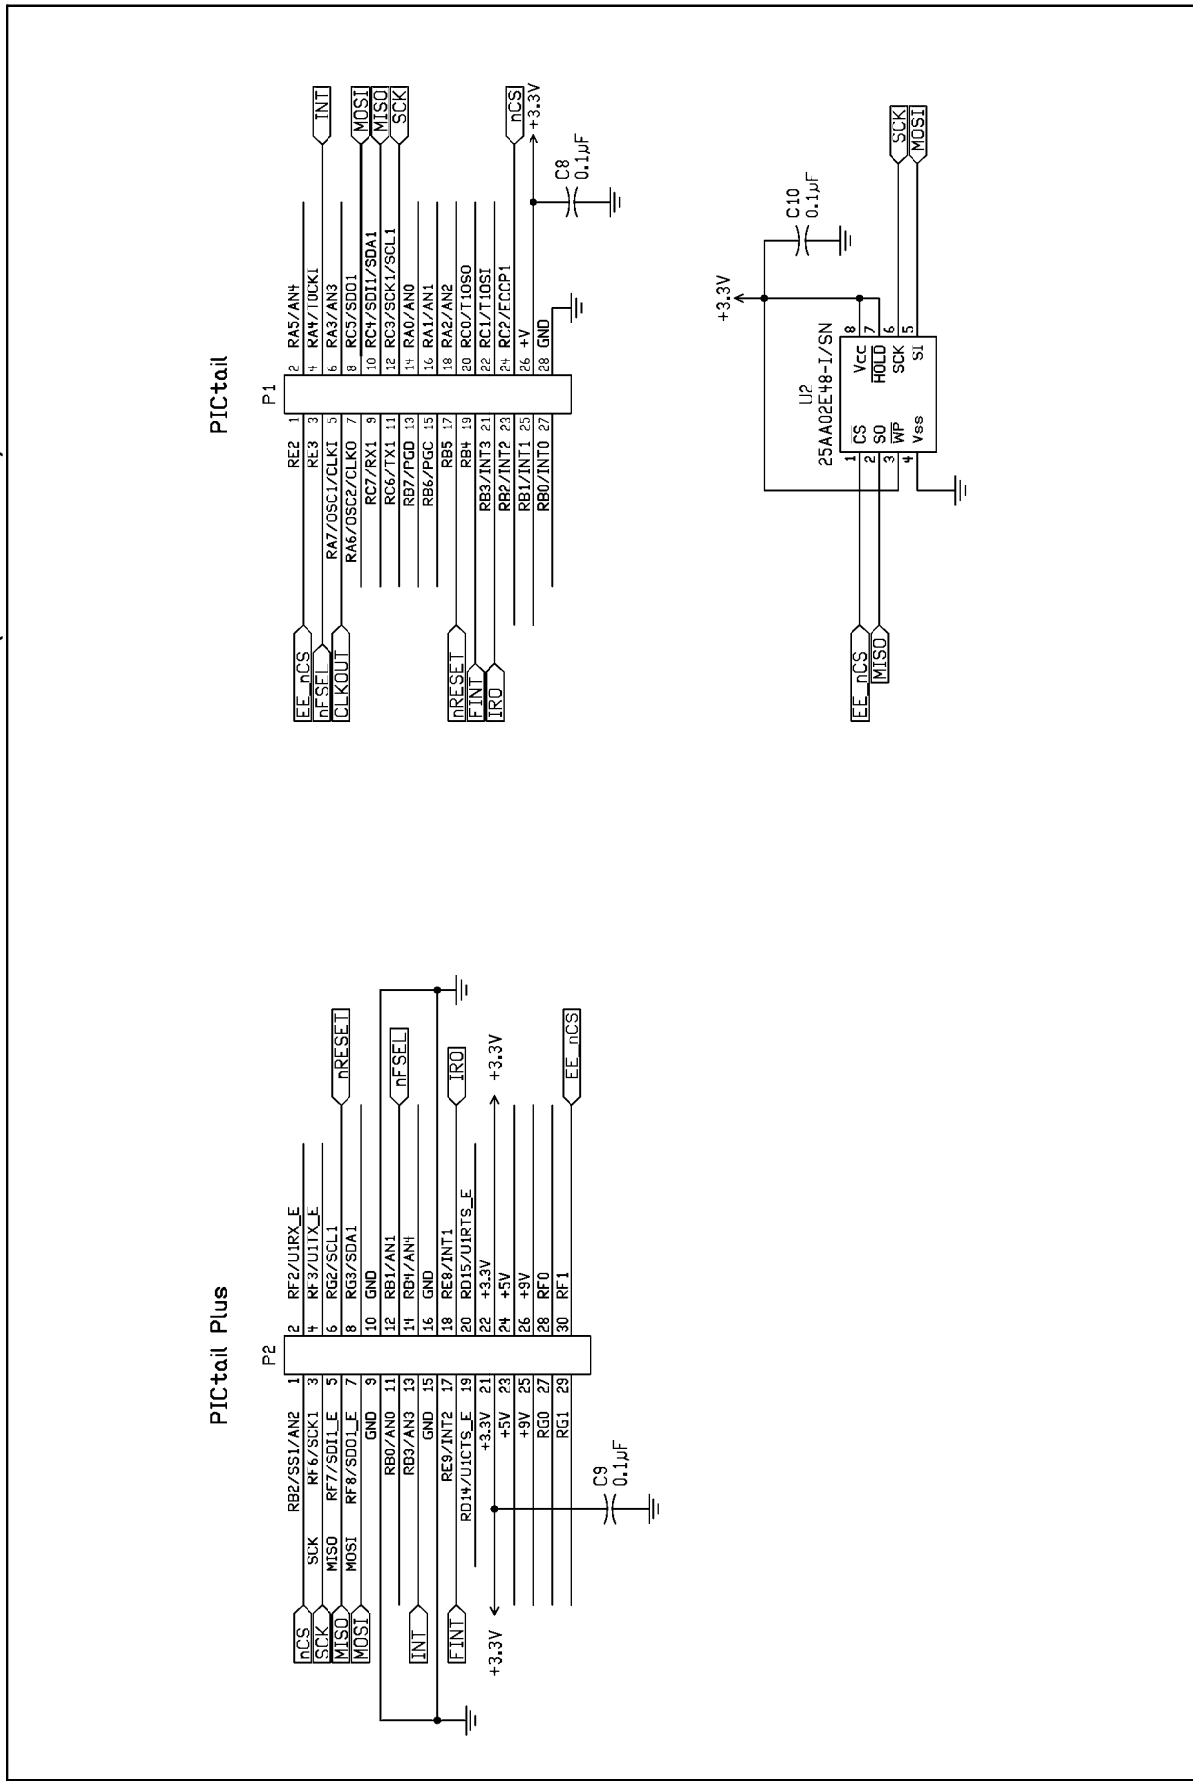 PICtail Plus
P2
nCS RB2/SS1/AN2 1 2 RF2/U1RX_E
SCK SCK RF6/SCK1 3 4 RF3/U1TX_E
MISO MISO RF7/SDI1_E 5 6 RG2/SCL1 nRESET
MOSI MOSI RF8/SDO1_E 7 8 RG3/SDA1
GND 9 10 GND
RB0/AN0 11 12 RB1/AN1 nFSEL
INT RB3/AN3 13 14 RB4/AN4
GND 15 16 GND
FINT RE9/INT2 17 18 RE8/INT1 IRO
RD14/U1CTS_E 19 20 RD15/U1RTS_E
+3.3V +3.3V 21 22 +3.3V +3.3V
+5V 23 24 +5V
+9V 25 26 +9V
RG0 27 28 RF0
RG1 29 30 RF1 EE_nCS
C9
0.1µF
PICtail
P1
EE_nCS RE2 1 2 RA5/AN4
nFSEL RE3 3 4 RA4/T0CKI INT
CLKOUT RA7/OSC1/CLKI 5 6 RA3/AN3
RA6/OSC2/CLKO 7 8 RC5/SDO1 MOSI
RC7/RX1 9 10 RC4/SDI1/SDA1 MISO
RC6/TX1 11 12 RC3/SCK1/SCL1 SCK
RB7/PGD 13 14 RA0/AN0
RB6/PGC 15 16 RA1/AN1
nRESET RB5 17 18 RA2/AN2
FINT RB4 19 20 RC0/T1OSO
IRO RB3/INT3 21 22 RC1/T1OSI
RB2/INT2 23 24 RC2/ECCP1 nCS
RB1/INT1 25 26 +V +3.3V
RB0/INT0 27 28 GND
C8
0.1µF
+3.3V
C10
0.1µF
U2
25AA02E48-I/SN
EE_nCS 1 CS Vcc 8
MISO 2 SO HOLD 7
3 WP SCK 6 SCK
4 Vss SI 5 MOSI